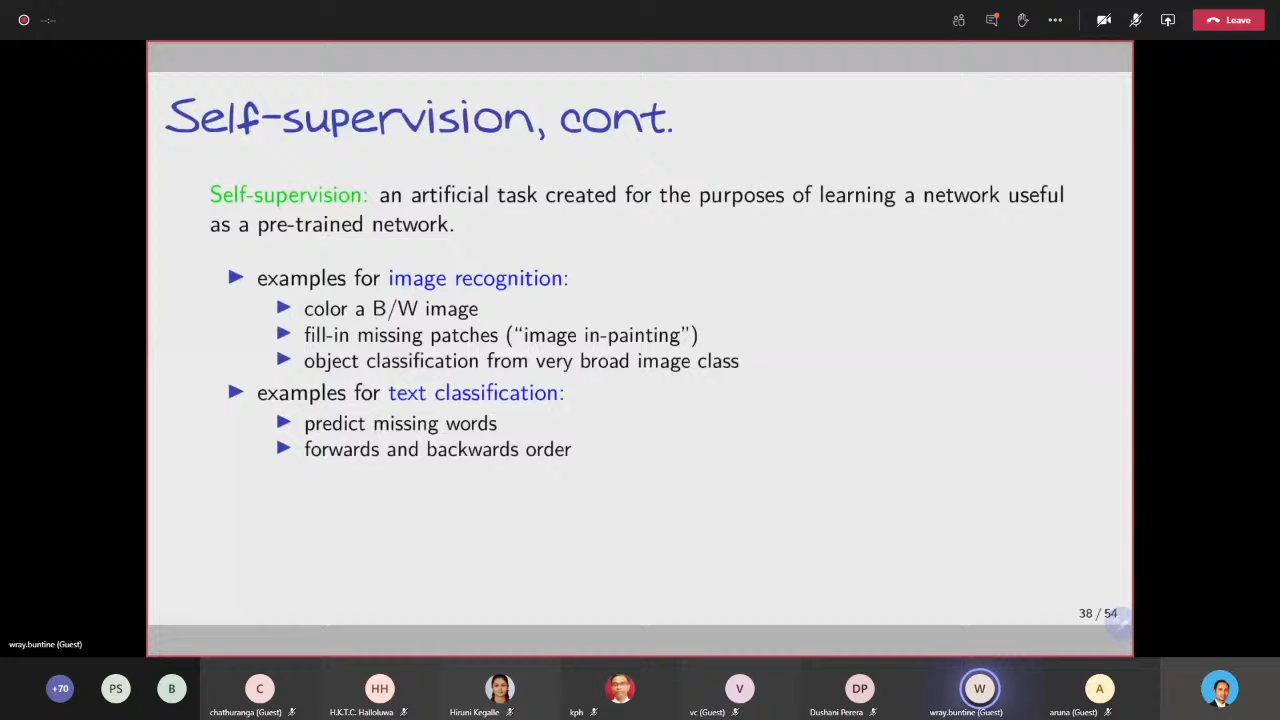 --:--
Leave
Self-supervision, cont.
Self-supervision: an artificial task created for the purposes of learning a network useful
as a pre-trained network.
examples for image recognition:
color a B/W image
fill-in missing patches (“image in-painting”)
object classification from very broad image class
examples for text classification:
predict missing words
forwards and backwards order
38 / 54
wray.buntine (Guest)
+70
PS
B
C
HH
V
DP
W
A
chathuranga (Guest)
H.K.T.C. Halloluwa
Hiruni Kegalle
kph
vc (Guest)
Dushani Perera
wray.buntine (Guest)
aruna (Guest)